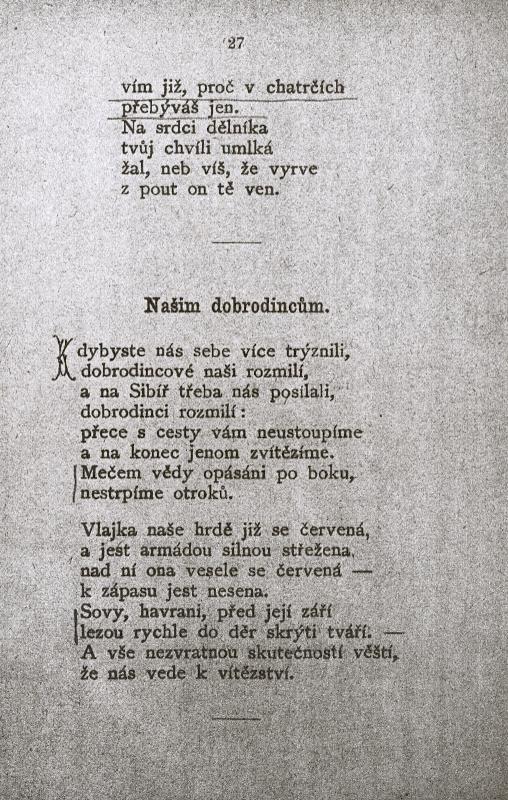 27
vím již, proč v chatrčích
přebýváš jen.
Na srdci dělníka
tvůj chvíli umlká
žal, neb víš, že vyrve
z pout on tě ven.
Našim dobrodincům.
Kdybyste nás sebe více trýznili,
dobrodincové naši rozmilí,
a na Sibíř třeba nás posilali,
dobrodinci rozmilí:
přece s cesty vám neustoupíme
a na konec jenom zvítězíme.
Mečem vědy opásáni po boku,
nestrpíme otroků.
Vlajka naše hrdě již se červená,
a jest armádou silnou střežena,
nad ní ona vesele se červená —
k zápasu jest nesena.
Sovy, havrani, před její září
lezou rychle do děr skrýti tváří. —
A vše nezvratnou skutečností věští,
že nás vede k vítězství.